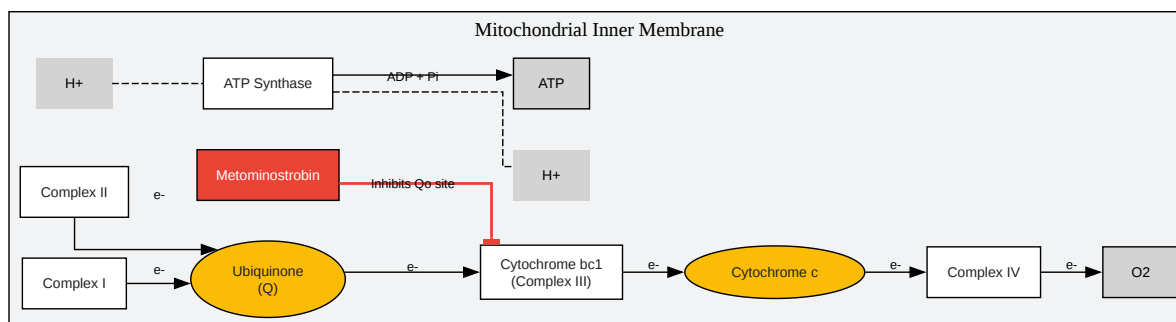 Mitochondrial Inner Membrane
H+
ATP Synthase
ADP + Pi
ATP
Metominostrobin
Inhibits Qo site
H+
Complex II
e-
Complex I
e-
Ubiquinone
(Q)
e-
Cytochrome bc1
(Complex III)
e-
Cytochrome c
e-
Complex IV
e-
O2